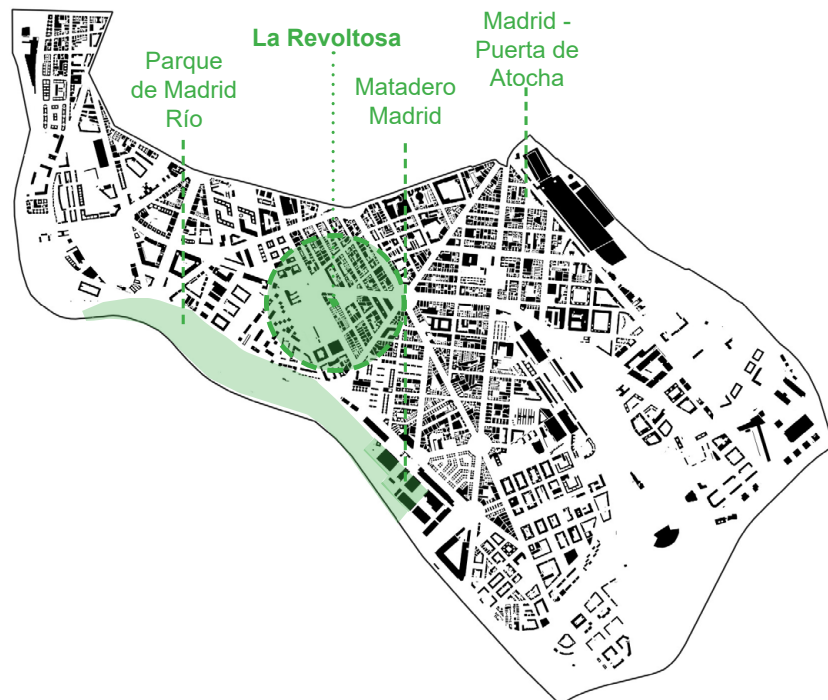 Parque
de Madrid
Río
La Revoltosa
Matadero
Madrid
Madrid -
Puerta de
Atocha